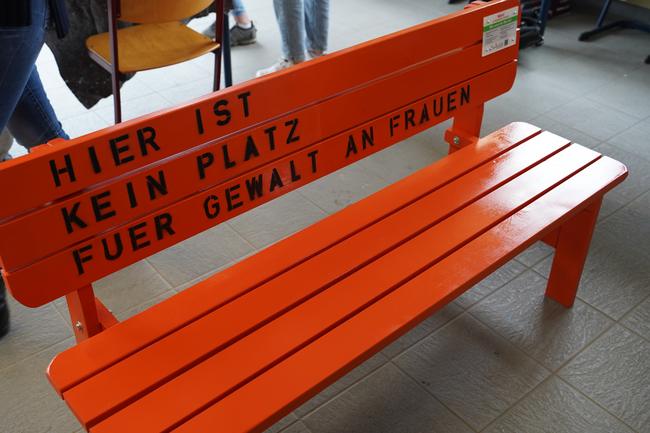 HIER IST
KEIN PLATZ
FUER GEWALT AN FRAUEN